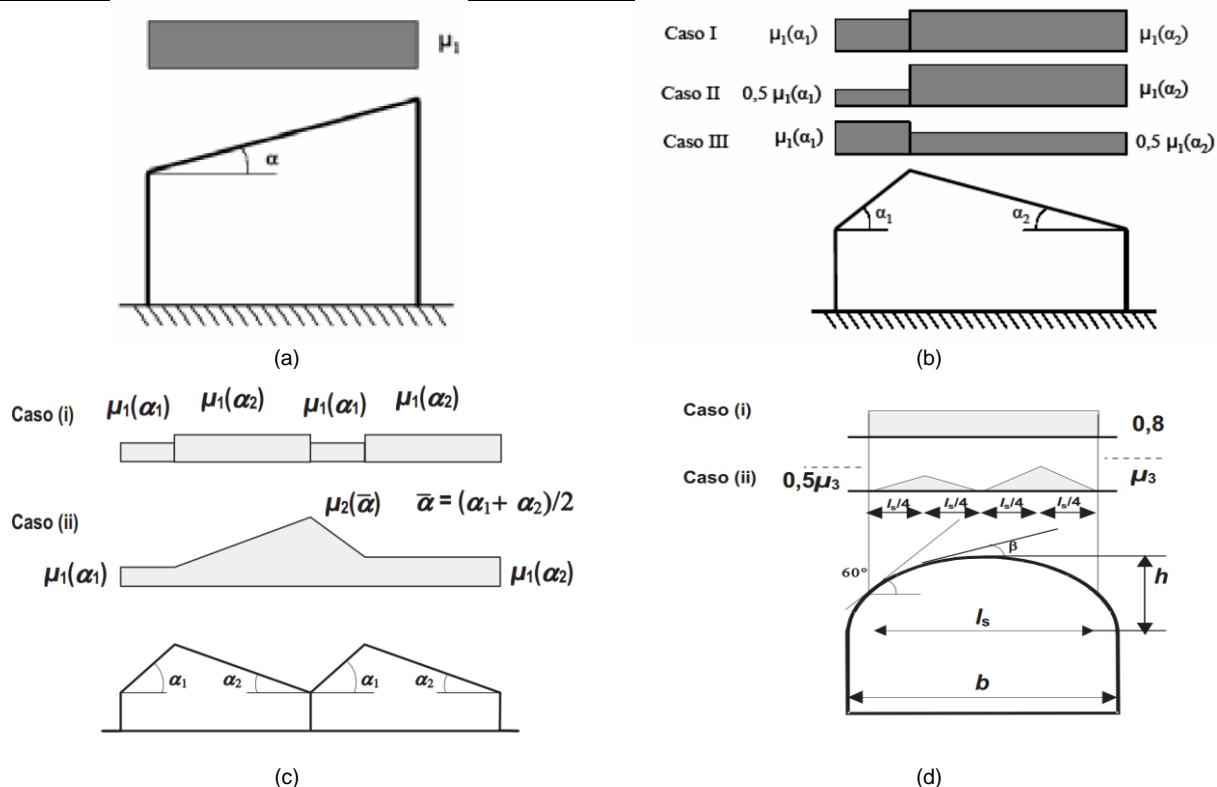 μ₁
α
(a)
Caso I μ₁(α₁) μ₁(α₂)
Caso II 0,5 μ₁(α₁) μ₁(α₂)
Caso III μ₁(α₁) 0,5 μ₁(α₂)
α₁ α₂
(b)
Caso (i) μ₁(α₁) μ₁(α₂) μ₁(α₁) μ₁(α₂)
Caso (ii) μ₂(ᾱ) ᾱ = (α₁+ α₂)/2
μ₁(α₁) μ₁(α₂)
α₁ α₂ α₁ α₂
(c)
Caso (i) 0,8
Caso (ii) 0,5μ₃ μ₃
lₛ/4 lₛ/4 lₛ/4 lₛ/4
β
60°
h
lₛ
b
(d)